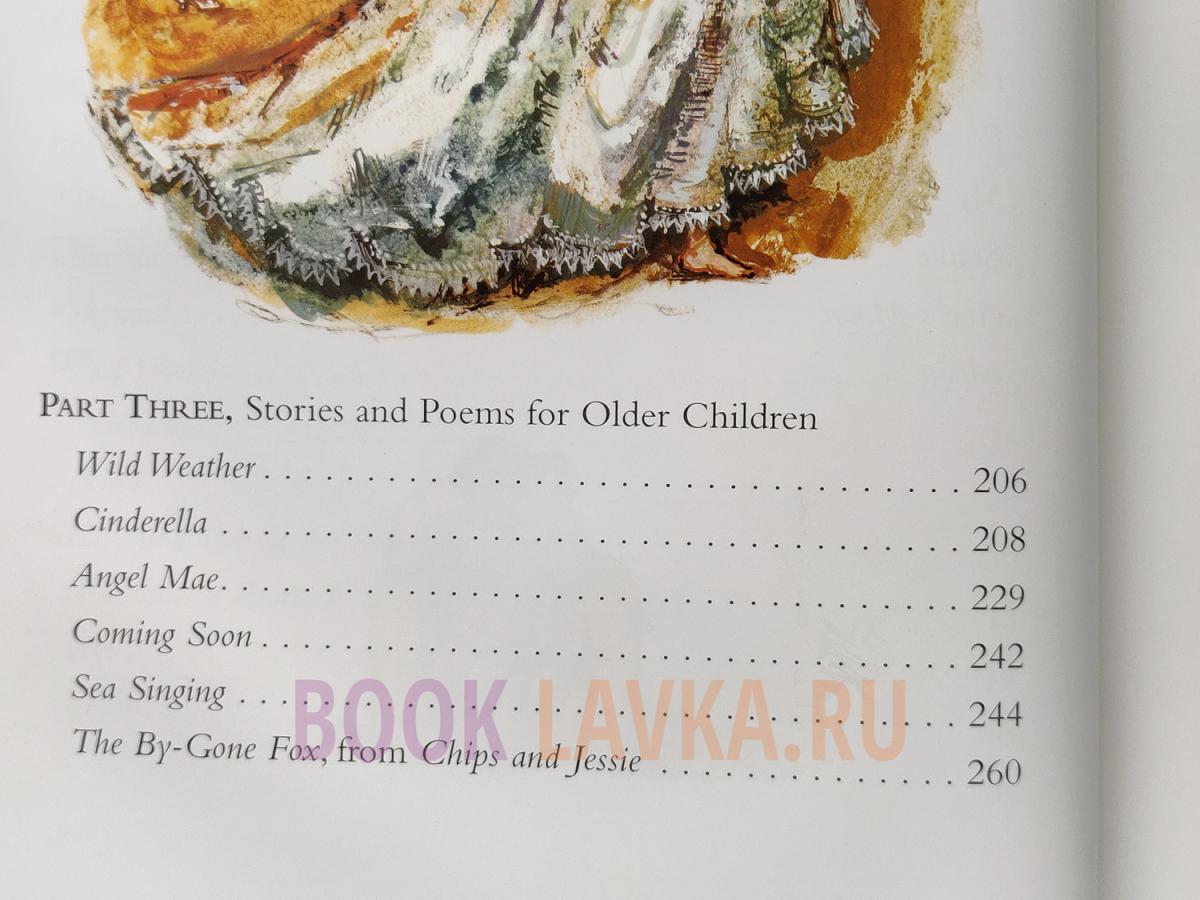 PART THREE, Stories and Poems for Older Children
Wild Weather . . . . . . . . . . . . . . . . . . . . . . . . . . . . . . . . . . 206
Cinderella . . . . . . . . . . . . . . . . . . . . . . . . . . . . . . . . . . . . 208
Angel Mae. . . . . . . . . . . . . . . . . . . . . . . . . . . . . . . . . . . . 229
Coming Soon . . . . . . . . . . . . . . . . . . . . . . . . . . . . . . . . . . 242
Sea Singing . . . . . . . . . . . . . . . . . . . . . . . . . . . . . . . . . . . 244
BOOK LAVKA.RU
The By-Gone Fox, from Chips and Jessie . . . . . . . . . . . . . . . 260